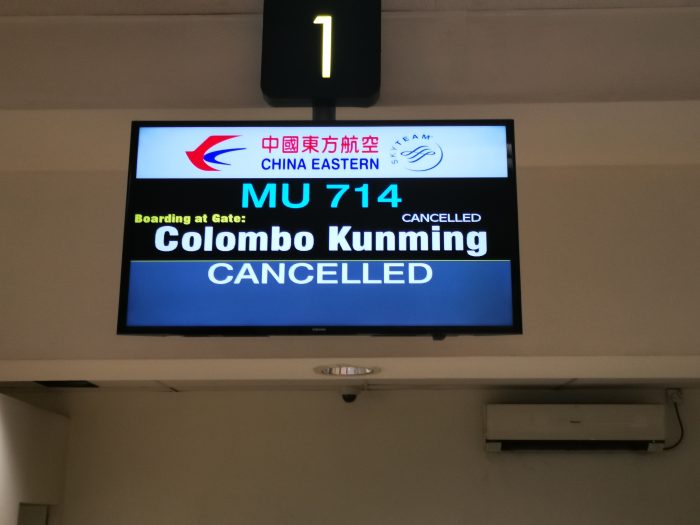 1
中國東方航空
CHINA EASTERN
SKYTEAM
MU 714
Boarding at Gate:
CANCELLED
Colombo Kunming
CANCELLED